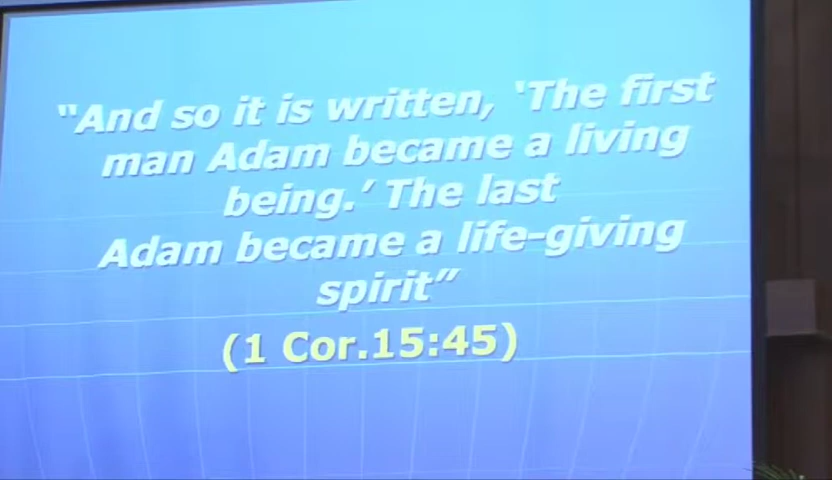 “And so it is written, ‘The first
man Adam became a living
being.’ The last
Adam became a life-giving
spirit”
(1 Cor.15:45)